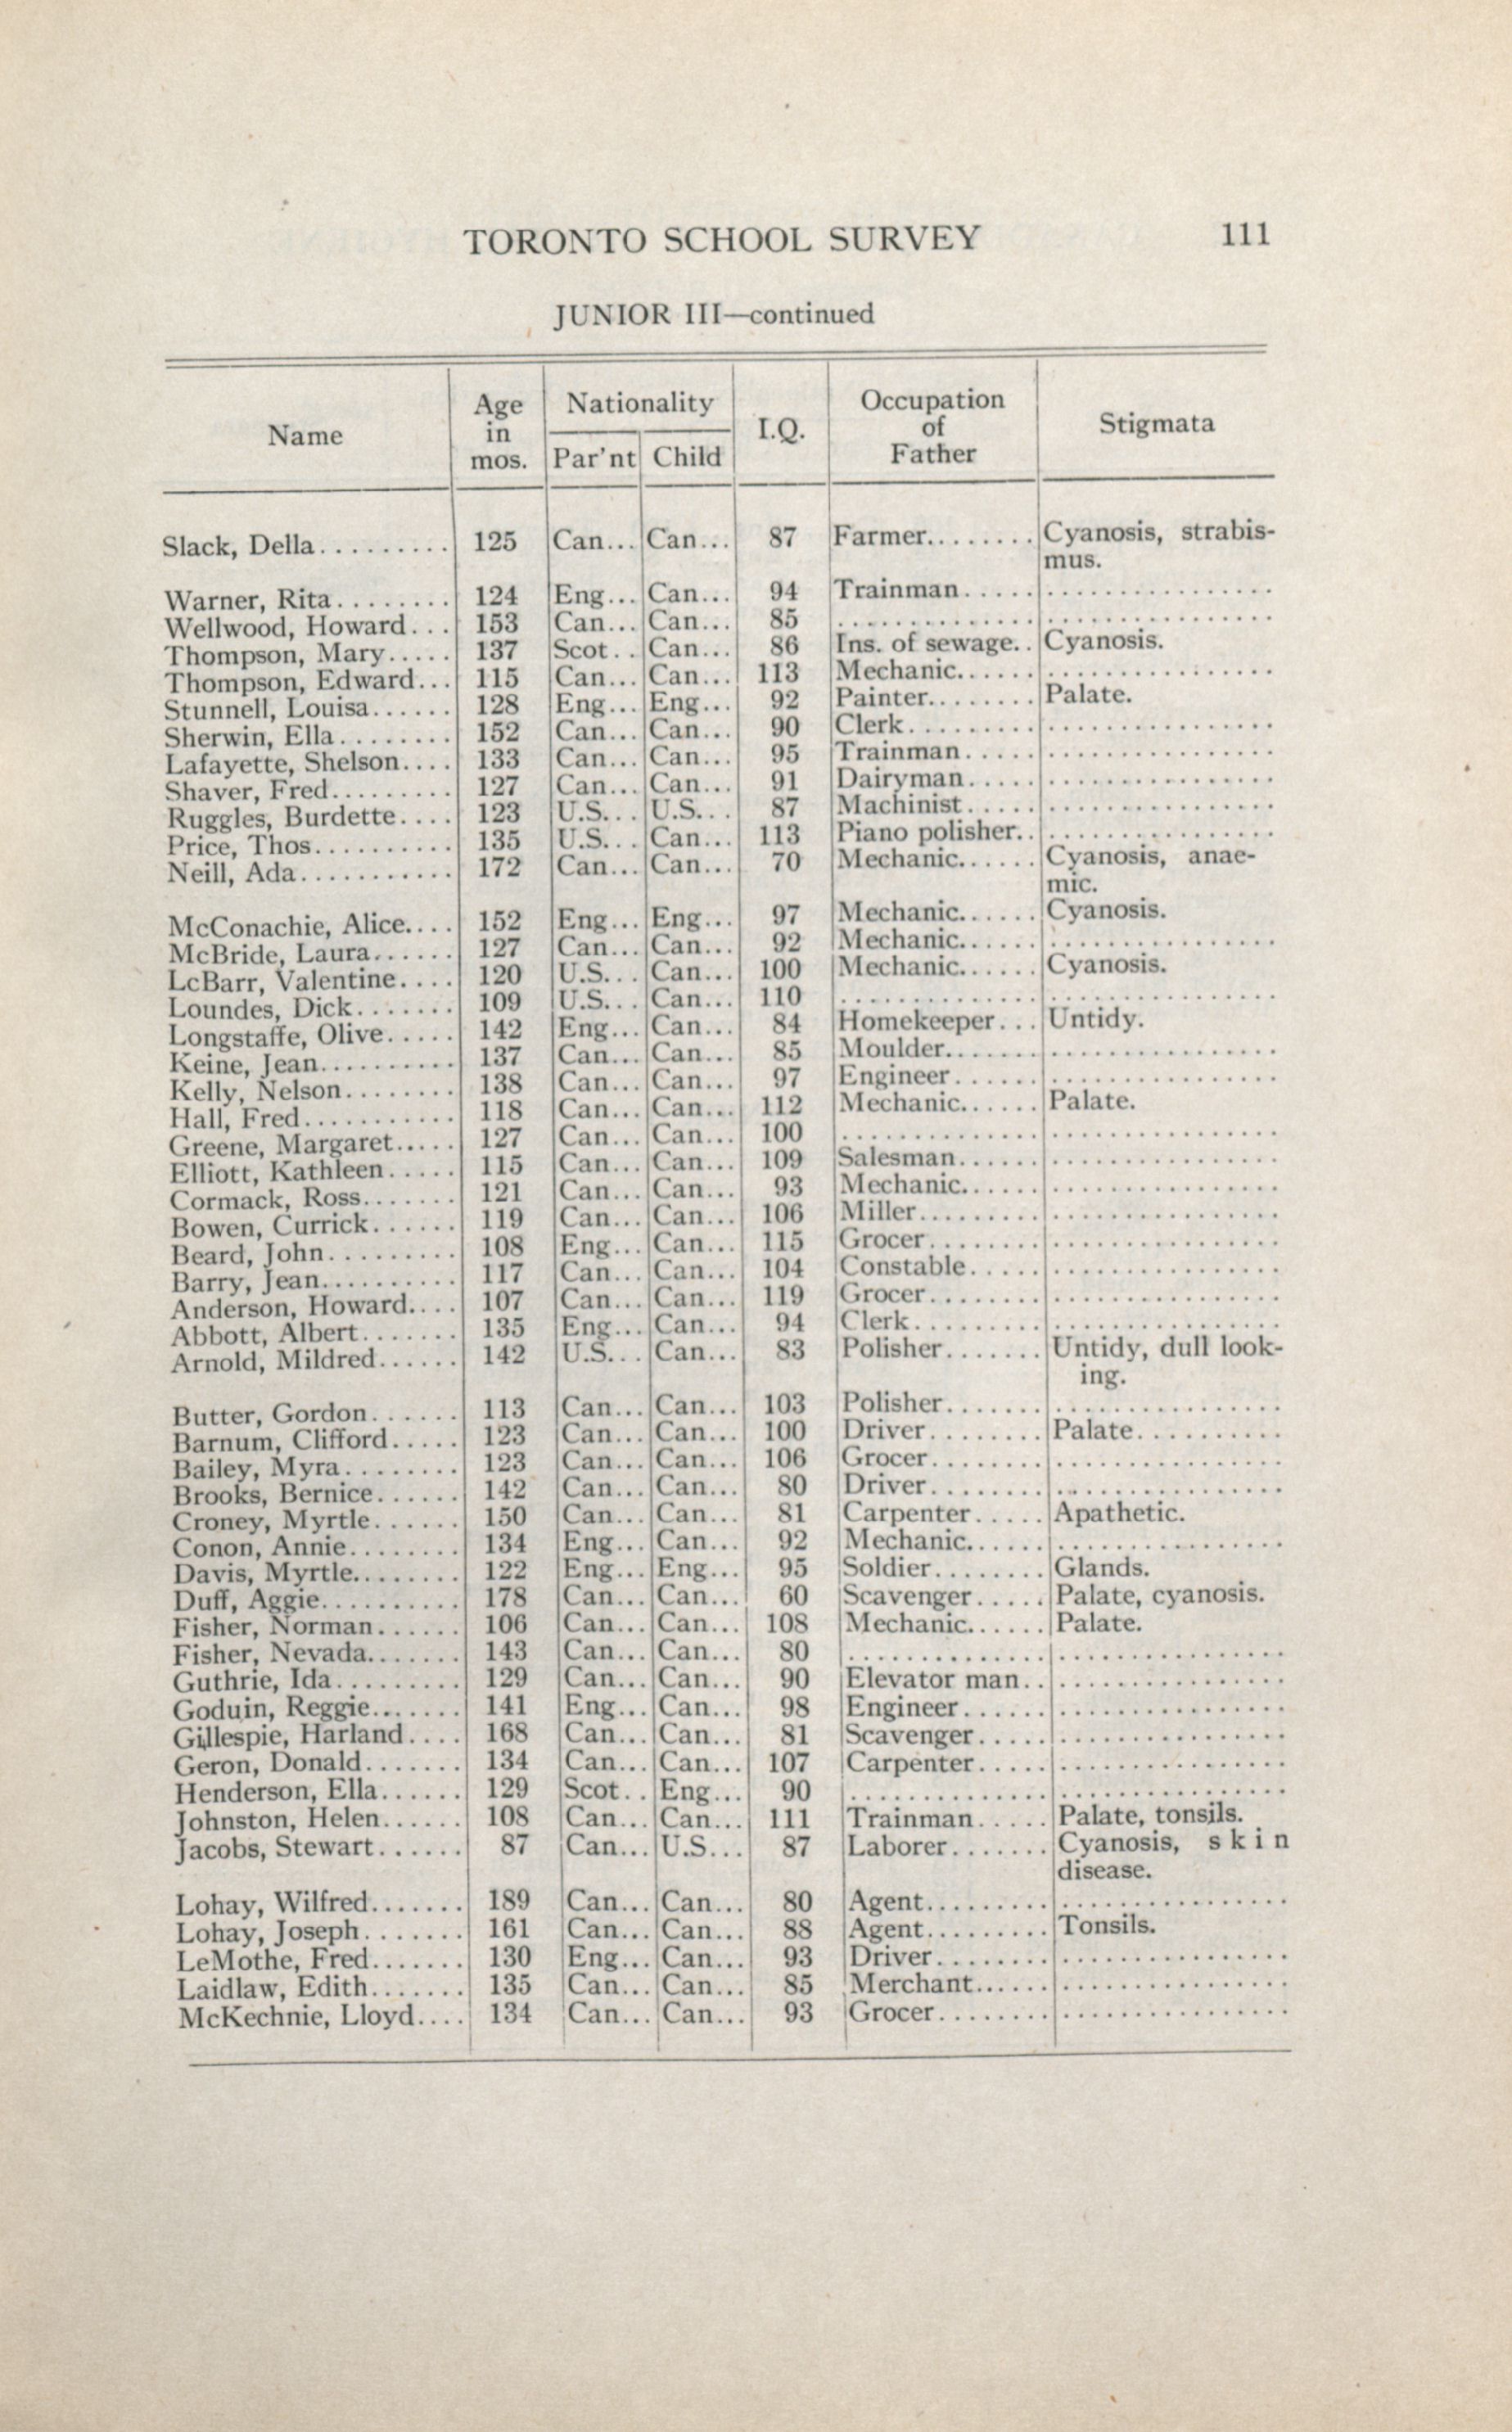 TORONTO SCHOOL SURVEY 111
JUNIOR III—continued
Name Age in mos. Nationality Par'nt Child I.Q. Occupation of Father Stigmata
Slack, Della.......... 125 Can... Can... 87 Farmer........ Cyanosis, strabis-
mus.
Warner, Rita........ 124 Eng... Can... 94 Trainman..... ................
Wellwood, Howard... 153 Can... Can... 85 ............... ................
Thompson, Mary..... 137 Scot.. Can... 86 Ins. of sewage.. Cyanosis.
Thompson, Edward... 115 Can... Can... 113 Mechanic...... ................
Stunnell, Louisa...... 128 Eng... Eng... 92 Painter........ Palate.
Sherwin, Ella........ 152 Can... Can... 90 Clerk.......... ................
Lafayette, Shelson.... 133 Can... Can... 95 Trainman..... ................
Shaver, Fred......... 127 Can... Can... 91 Dairyman..... ................
Ruggles, Burdette.... 123 U.S... U.S... 87 Machinist..... ................
Price, Thos.......... 135 U.S... Can... 113 Piano polisher.. ................
Neill, Ada........... 172 Can... Can... 70 Mechanic...... Cyanosis, anae-
mic.
McConachie, Alice.... 152 Eng... Eng... 97 Mechanic...... Cyanosis.
McBride, Laura...... 127 Can... Can... 92 Mechanic...... ................
LcBarr, Valentine.... 120 U.S... Can... 100 Mechanic...... Cyanosis.
Loundes, Dick....... 109 U.S... Can... 110 ............... ................
Longstaffe, Olive..... 142 Eng... Can... 84 Homekeeper... Untidy.
Keine, Jean.......... 137 Can... Can... 85 Moulder....... ................
Kelly, Nelson........ 138 Can... Can... 97 Engineer...... ................
Hall, Fred........... 118 Can... Can... 112 Mechanic...... Palate.
Greene, Margaret..... 127 Can... Can... 100 ............... ................
Elliott, Kathleen..... 115 Can... Can... 109 Salesman...... ................
Cormack, Ross....... 121 Can... Can... 93 Mechanic...... ................
Bowen, Currick...... 119 Can... Can... 106 Miller......... ................
Beard, John......... 108 Eng... Can... 115 Grocer........ ................
Barry, Jean.......... 117 Can... Can... 104 Constable..... ................
Anderson, Howard.... 107 Can... Can... 119 Grocer........ ................
Abbott, Albert....... 135 Eng... Can... 94 Clerk.......... ................
Arnold, Mildred...... 142 U.S... Can... 83 Polisher....... Untidy, dull look-
ing.
Butter, Gordon...... 113 Can... Can... 103 Polisher....... ................
Barnum, Clifford..... 123 Can... Can... 100 Driver........ Palate..........
Bailey, Myra........ 123 Can... Can... 106 Grocer........ ................
Brooks, Bernice...... 142 Can... Can... 80 Driver........ ................
Croney, Myrtle...... 150 Can... Can... 81 Carpenter..... Apathetic.
Conon, Annie........ 134 Eng... Can... 92 Mechanic...... ................
Davis, Myrtle........ 122 Eng... Eng... 95 Soldier........ Glands.
Duff, Aggie.......... 178 Can... Can... 60 Scavenger..... Palate, cyanosis.
Fisher, Norman...... 106 Can... Can... 108 Mechanic...... Palate.
Fisher, Nevada....... 143 Can... Can... 80 ............... ................
Guthrie, Ida......... 129 Can... Can... 90 Elevator man.. ................
Goduin, Reggie....... 141 Eng... Can... 98 Engineer...... ................
Gillespie, Harland.... 168 Can... Can... 81 Scavenger..... ................
Geron, Donald....... 134 Can... Can... 107 Carpenter..... ................
Henderson, Ella...... 129 Scot.. Eng... 90 ............... ................
Johnston, Helen...... 108 Can... Can... 111 Trainman..... Palate, tonsils.
Jacobs, Stewart...... 87 Can... U.S... 87 Laborer....... Cyanosis, skin
disease.
Lohay, Wilfred....... 189 Can... Can... 80 Agent......... ................
Lohay, Joseph....... 161 Can... Can... 88 Agent.......... Tonsils.
LeMothe, Fred....... 130 Eng... Can... 93 Driver........ ................
Laidlaw, Edith....... 135 Can... Can... 85 Merchant...... ................
McKechnie, Lloyd.... 134 Can... Can... 93 Grocer........ ................